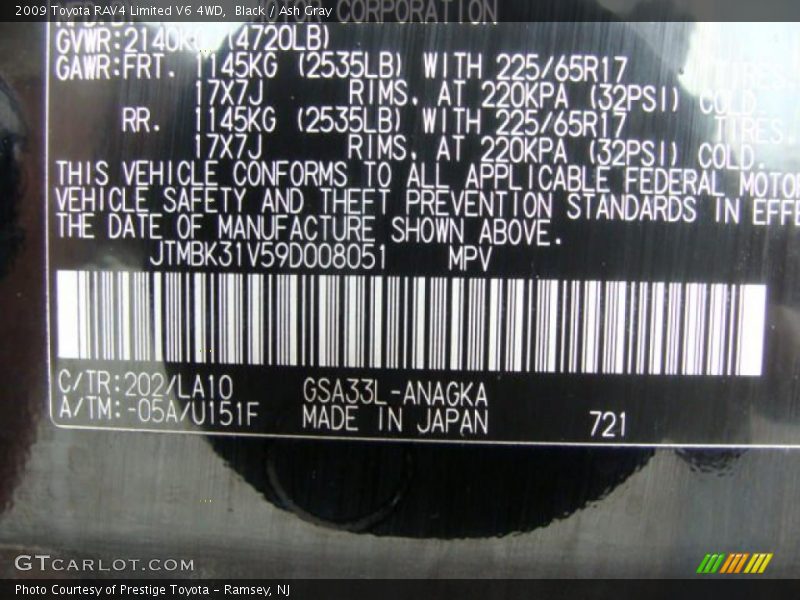 2009 Toyota RAV4 Limited V6 4WD, Black / Ash Gray
MOTOR CORPORATION
GVWR:2140KG (4720LB)
GAWR:FRT. 1145KG (2535LB) WITH 225/65R17 TIRES,
17X7J RIMS, AT 220KPA (32PSI) COLD.
RR. 1145KG (2535LB) WITH 225/65R17 TIRES,
17X7J RIMS, AT 220KPA (32PSI) COLD.
THIS VEHICLE CONFORMS TO ALL APPLICABLE FEDERAL MOTOR
VEHICLE SAFETY AND THEFT PREVENTION STANDARDS IN EFFE
THE DATE OF MANUFACTURE SHOWN ABOVE.
JTMBK31V59D008051 MPV
C/TR:202/LA10 GSA33L-ANAGKA
A/TM:-05A/U151F MADE IN JAPAN 721
GTCARLOT.COM
Photo Courtesy of Prestige Toyota - Ramsey, NJ